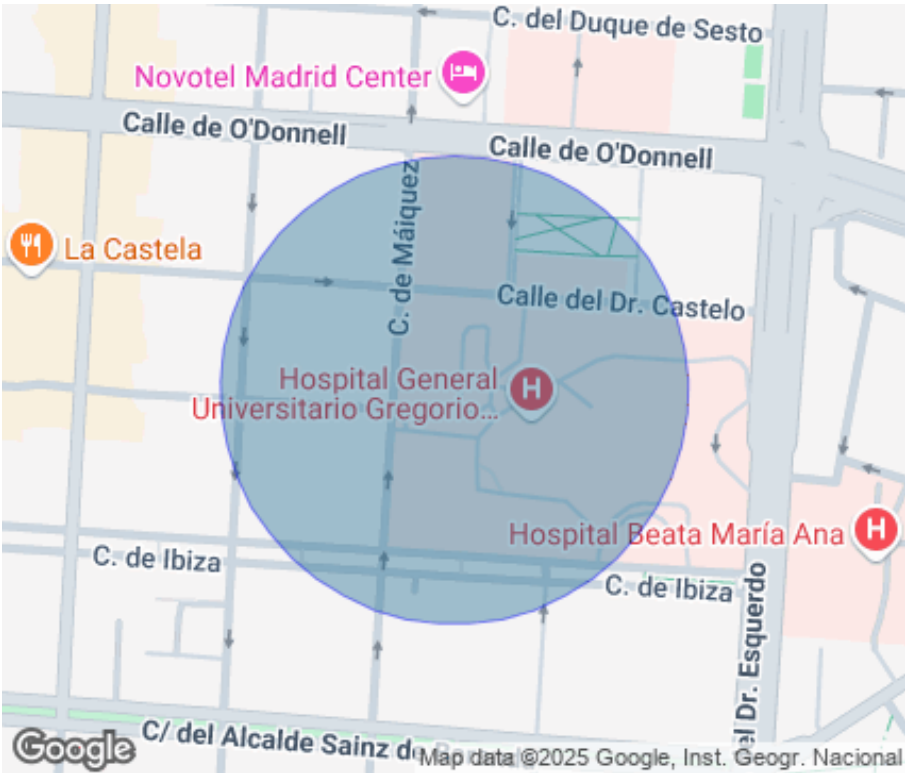 C. del Duque de Sesto
Novotel Madrid Center
Calle de O'Donnell
Calle de O'Donnell
C. de Máiquez
La Castela
Calle del Dr. Castelo
Hospital General
Universitario Gregorio...
H
Hospital Beata María Ana
H
C. de Ibiza
C. de Ibiza
el Dr. Esquerdo
C/ del Alcalde Sainz de
Google
Map data ©2025 Google, Inst. Geogr. Nacional